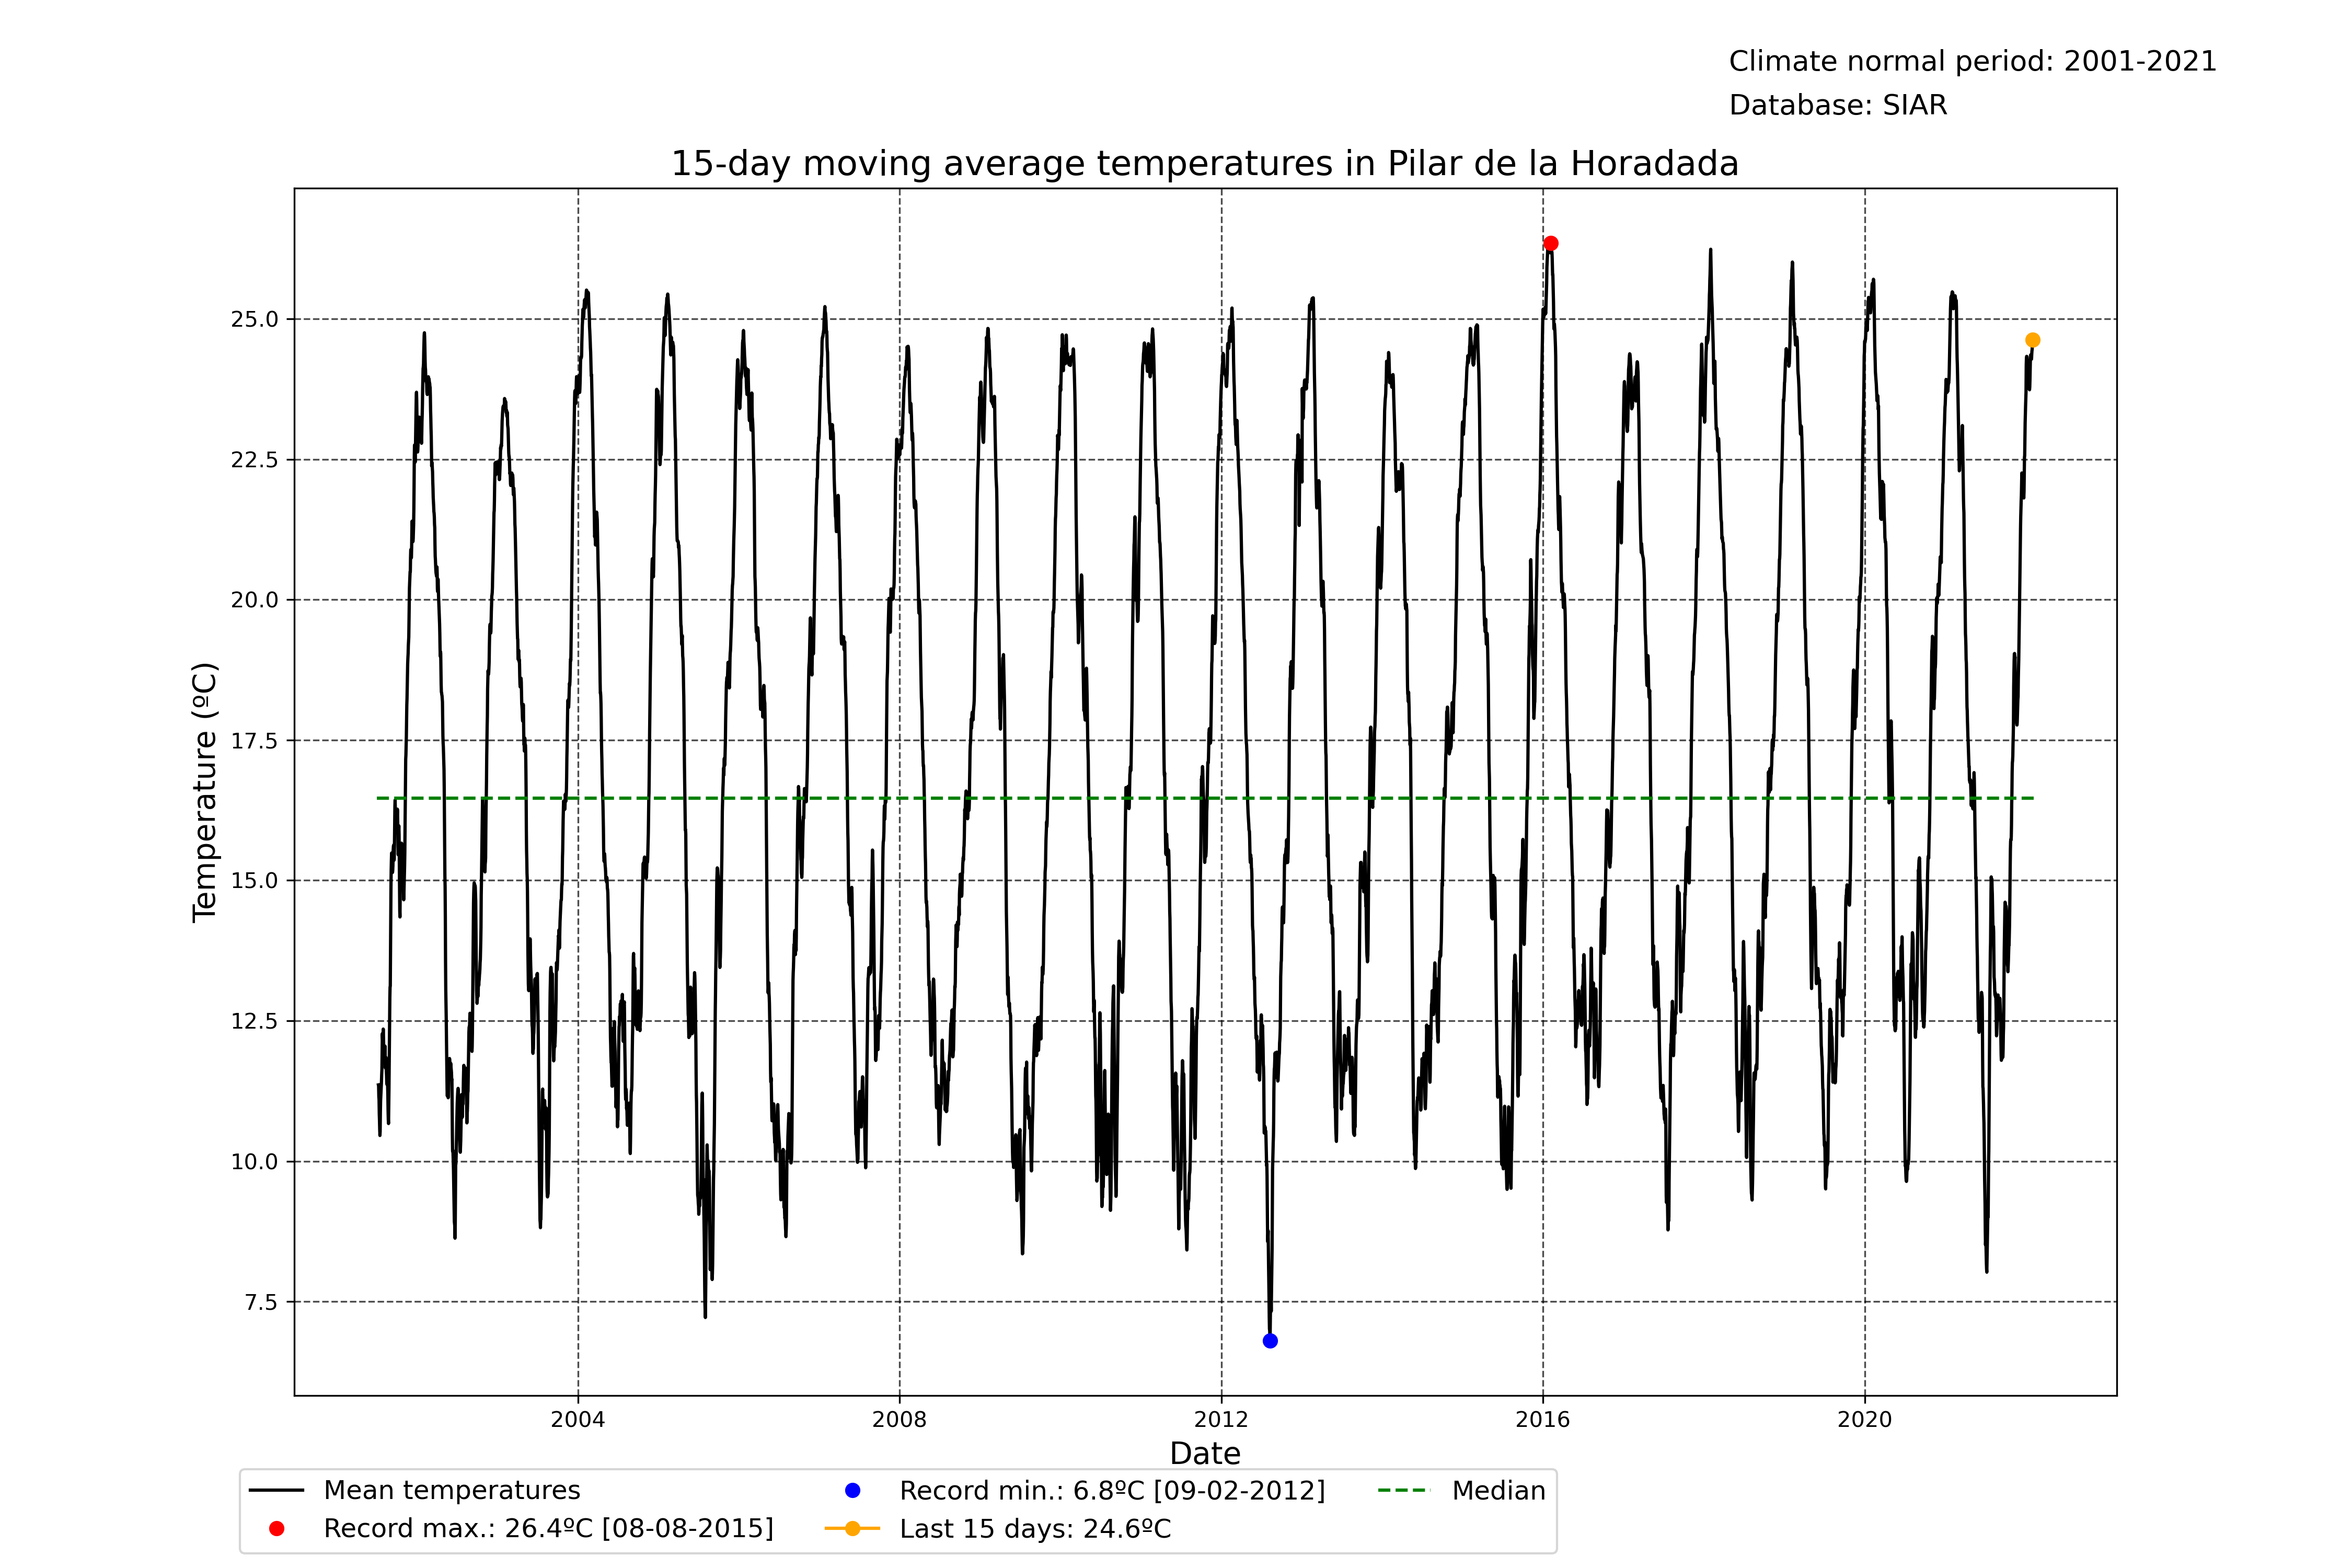 Climate normal period: 2001-2021
Database: SIAR
15-day moving average temperatures in Pilar de la Horadada
25.0
22.5
20.0
17.5
15.0
12.5
10.0
7.5
Temperature (ºC)
2004 2008 2012 2016 2020
Date
Mean temperatures
Record max.: 26.4ºC [08-08-2015]
Record min.: 6.8ºC [09-02-2012]
Last 15 days: 24.6ºC
Median